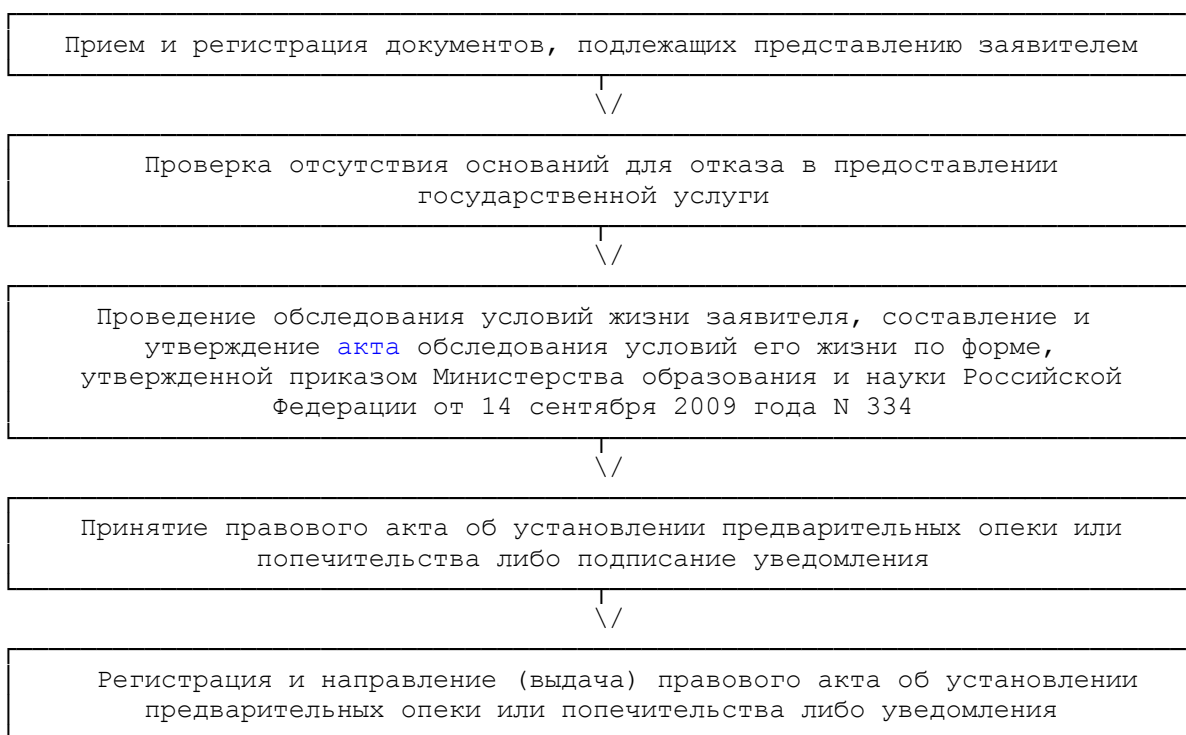 Прием и регистрация документов, подлежащих представлению заявителем
Проверка отсутствия оснований для отказа в предоставлении
государственной услуги
Проведение обследования условий жизни заявителя, составление и
утверждение акта обследования условий его жизни по форме,
утвержденной приказом Министерства образования и науки Российской
Федерации от 14 сентября 2009 года N 334
Принятие правового акта об установлении предварительных опеки или
попечительства либо подписание уведомления
Регистрация и направление (выдача) правового акта об установлении
предварительных опеки или попечительства либо уведомления